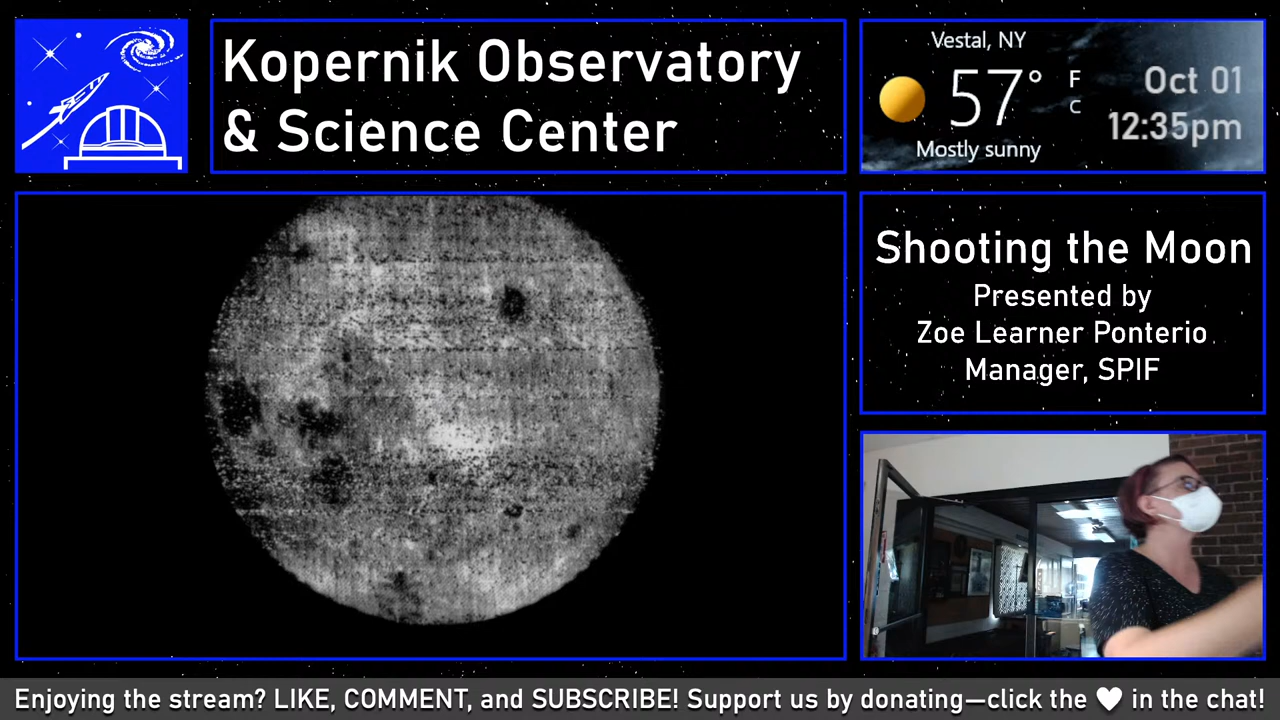 Kopernik Observatory
& Science Center
Vestal, NY
57°
F
C
Mostly sunny
Oct 01
12:35pm
Shooting the Moon
Presented by
Zoe Learner Ponterio
Manager, SPIF
Enjoying the stream? LIKE, COMMENT, and SUBSCRIBE! Support us by donating—click the ♥ in the chat!